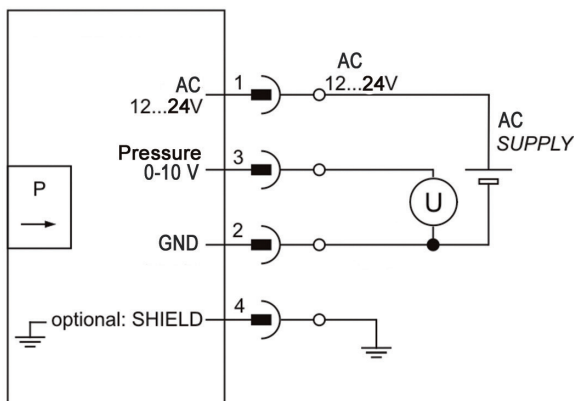 AC 1 AC
12...24V 12...24V
AC
SUPPLY
Pressure 3
0-10 V
P
U
GND 2
optional: SHIELD 4